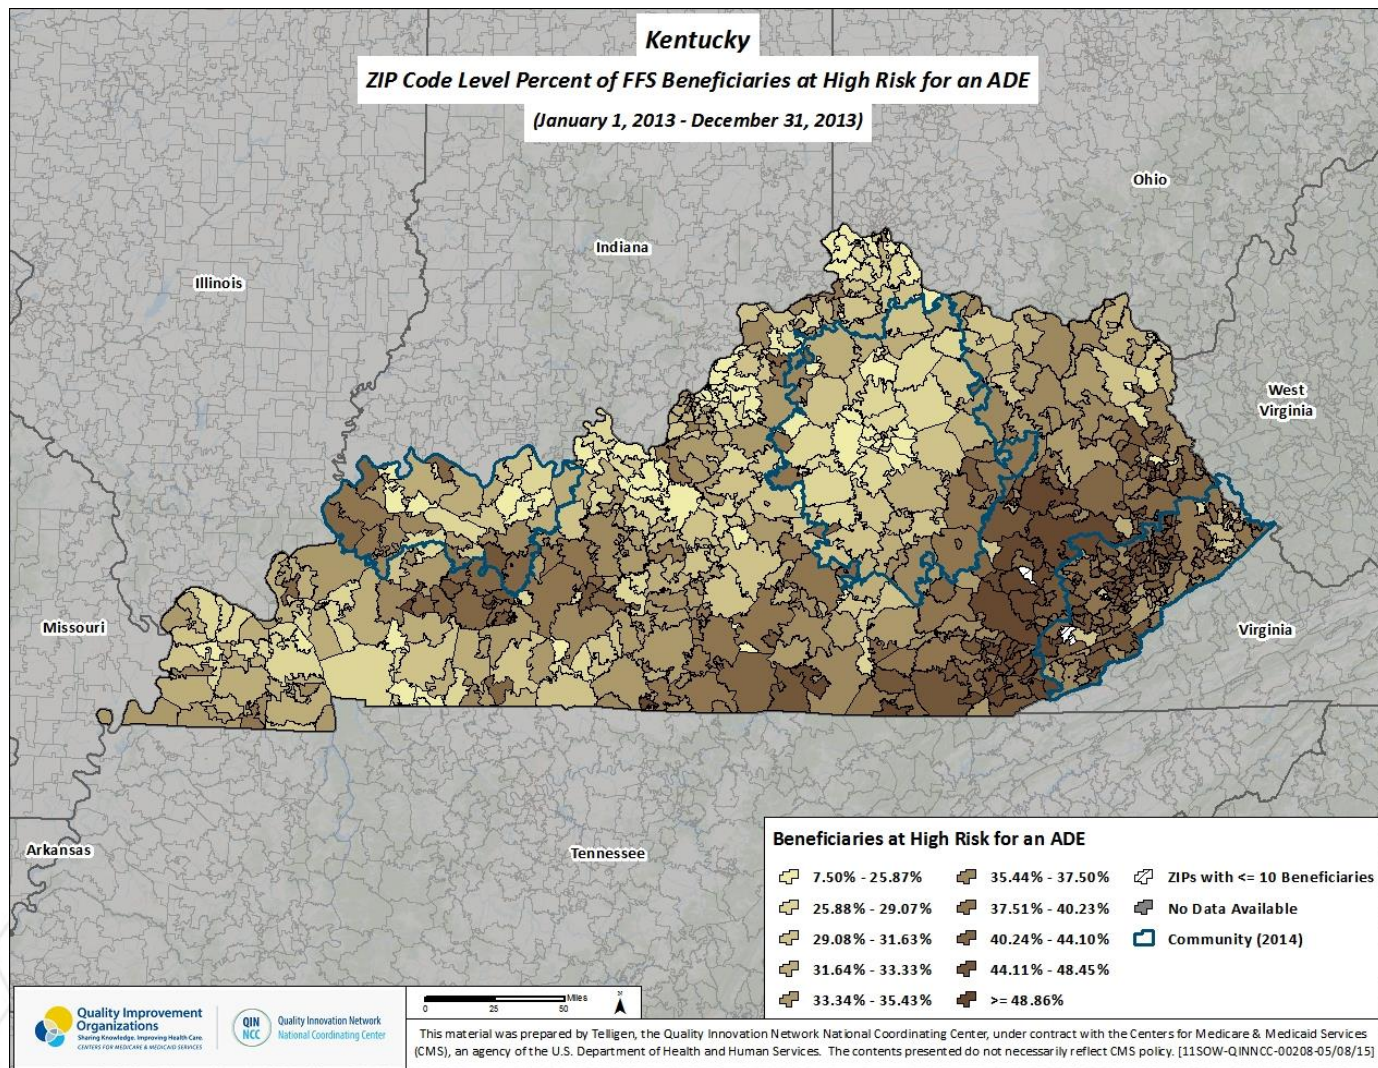 Kentucky
ZIP Code Level Percent of FFS Beneficiaries at High Risk for an ADE
(January 1, 2013 - December 31, 2013)
Ohio
Indiana
Illinois
West
Virginia
Missouri
Virginia
Arkansas
Tennessee
Beneficiaries at High Risk for an ADE
7.50% - 25.87%
25.88% - 29.07%
29.08% - 31.63%
31.64% - 33.33%
33.34% - 35.43%
35.44% - 37.50%
37.51% - 40.23%
40.24% - 44.10%
44.11% - 48.45%
>= 48.86%
ZIPs with <= 10 Beneficiaries
No Data Available
Community (2014)
Quality Improvement
Organizations
Sharing Knowledge. Improving Health Care.
CENTERS FOR MEDICARE & MEDICAID SERVICES
QIN
NCC
Quality Innovation Network
National Coordinating Center
Miles
0 25 50
N
This material was prepared by Telligen, the Quality Innovation Network National Coordinating Center, under contract with the Centers for Medicare & Medicaid Services
(CMS), an agency of the U.S. Department of Health and Human Services. The contents presented do not necessarily reflect CMS policy. [11SOW-QINNCC-00208-05/08/15]